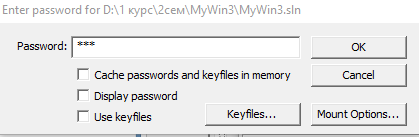 Enter password for D:\1 курс\2сем\MyWin3\MyWin3.sln
Password: *** OK
Cache passwords and keyfiles in memory Cancel
Display password
Use keyfiles Keyfiles... Mount Options...